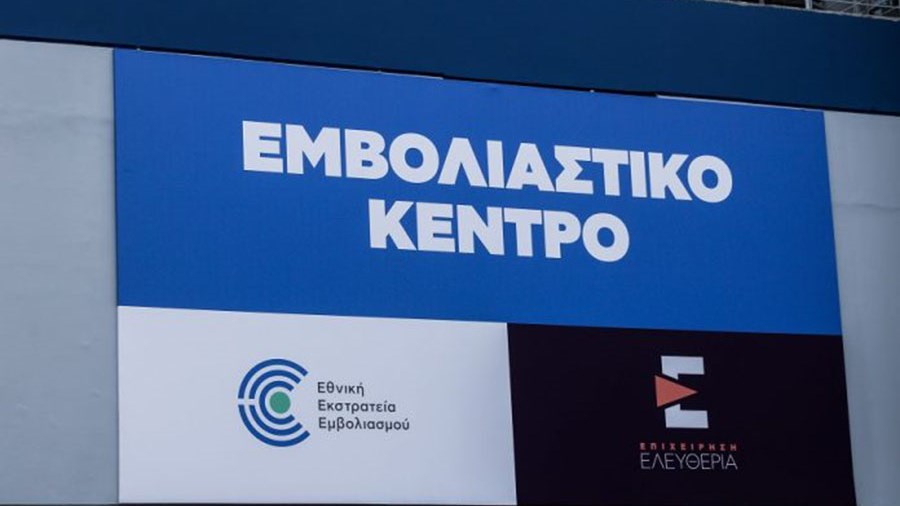 ΕΜΒΟΛΙΑΣΤΙΚΟ
ΚΕΝΤΡΟ
Εθνική
Εκστρατεία
Εμβολιασμού
ΕΠΙΧΕΙΡΗΣΗ
ΕΛΕΥΘΕΡΙΑ